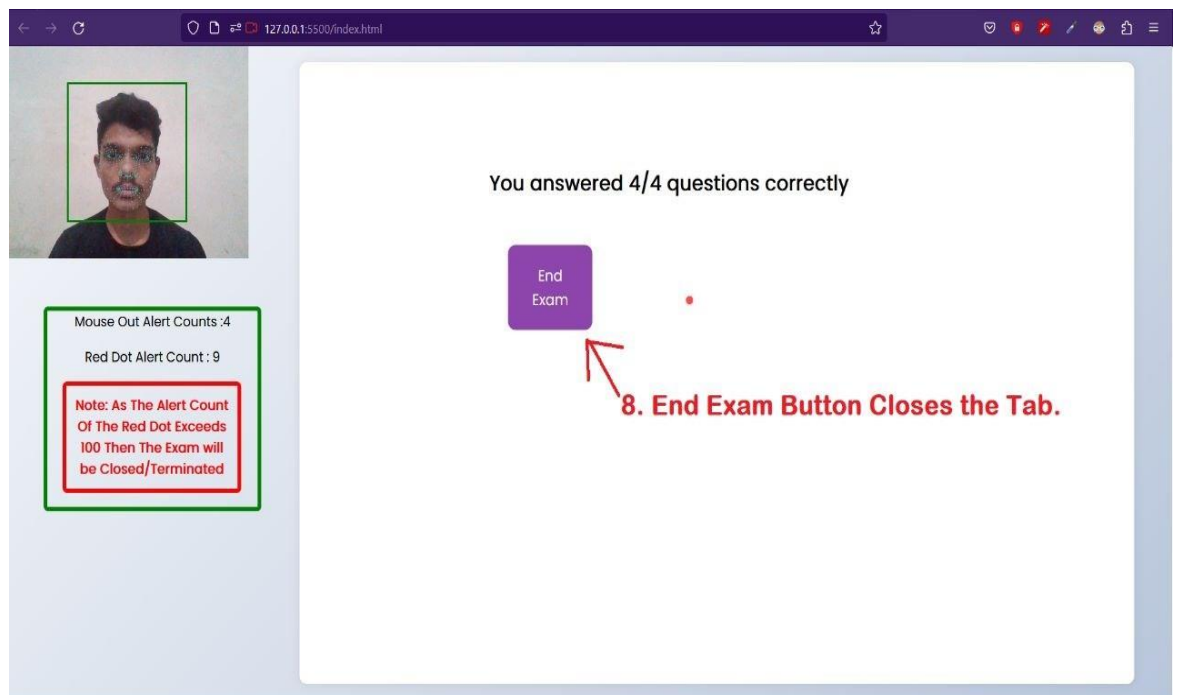 127.0.0.1:5500/index.html
You answered 4/4 questions correctly
End
Exam
8. End Exam Button Closes the Tab.
Mouse Out Alert Counts :4
Red Dot Alert Count : 9
Note: As The Alert Count
Of The Red Dot Exceeds
100 Then The Exam will
be Closed/Terminated